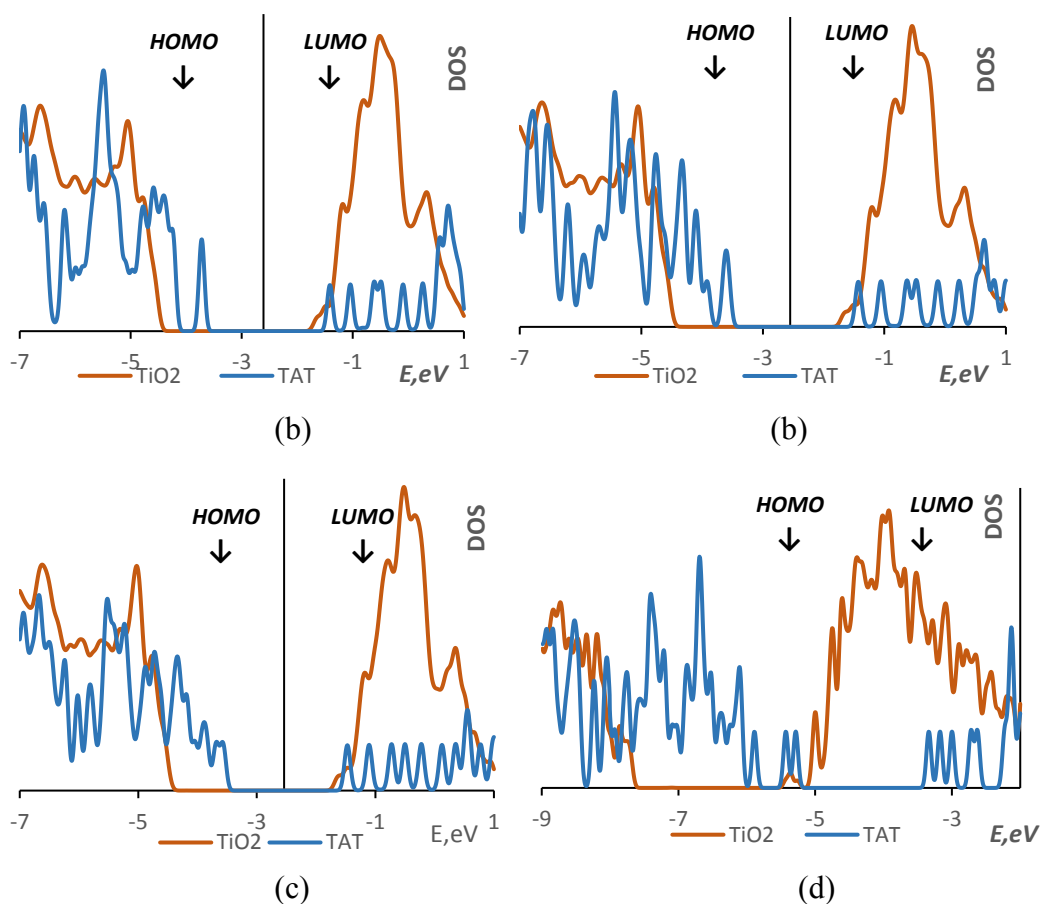 HOMO LUMO DOS
-7 -5 -3 -1 1
TiO2 TAT E,eV
(b)
HOMO LUMO DOS
-7 -5 -3 -1 1
TiO2 TAT E,eV
(b)
HOMO LUMO DOS
-7 -5 -3 -1 1
TiO2 TAT E,eV
(c)
HOMO LUMO DOS
-9 -7 -5 -3
TiO2 TAT E,eV
(d)